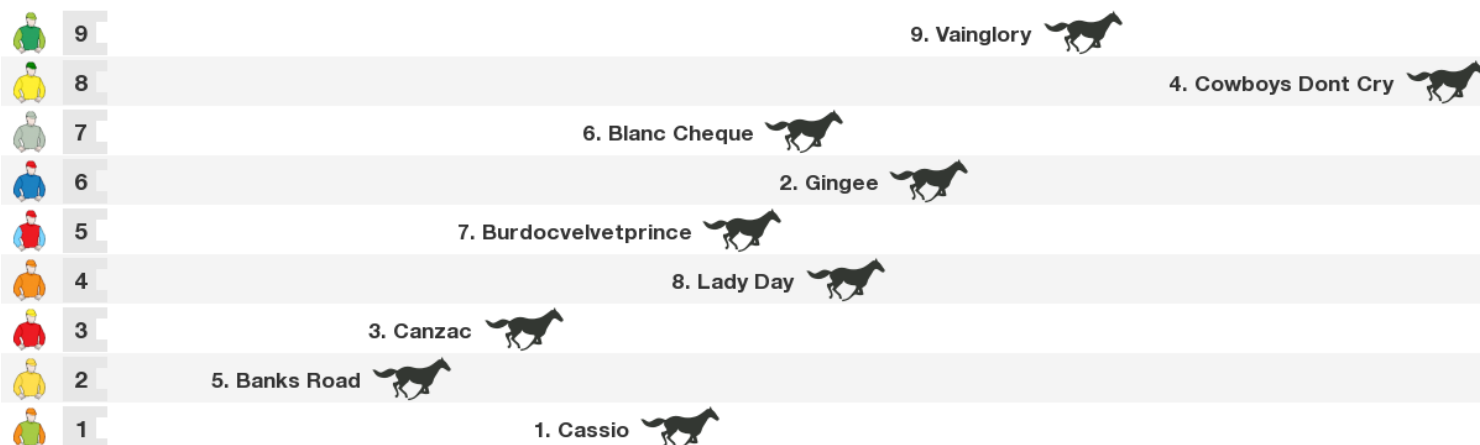 9 9. Vainglory
8 4. Cowboys Dont Cry
7 6. Blanc Cheque
6 2. Gingee
5 7. Burdocvelvetprince
4 8. Lady Day
3 3. Canzac
2 5. Banks Road
1 1. Cassio